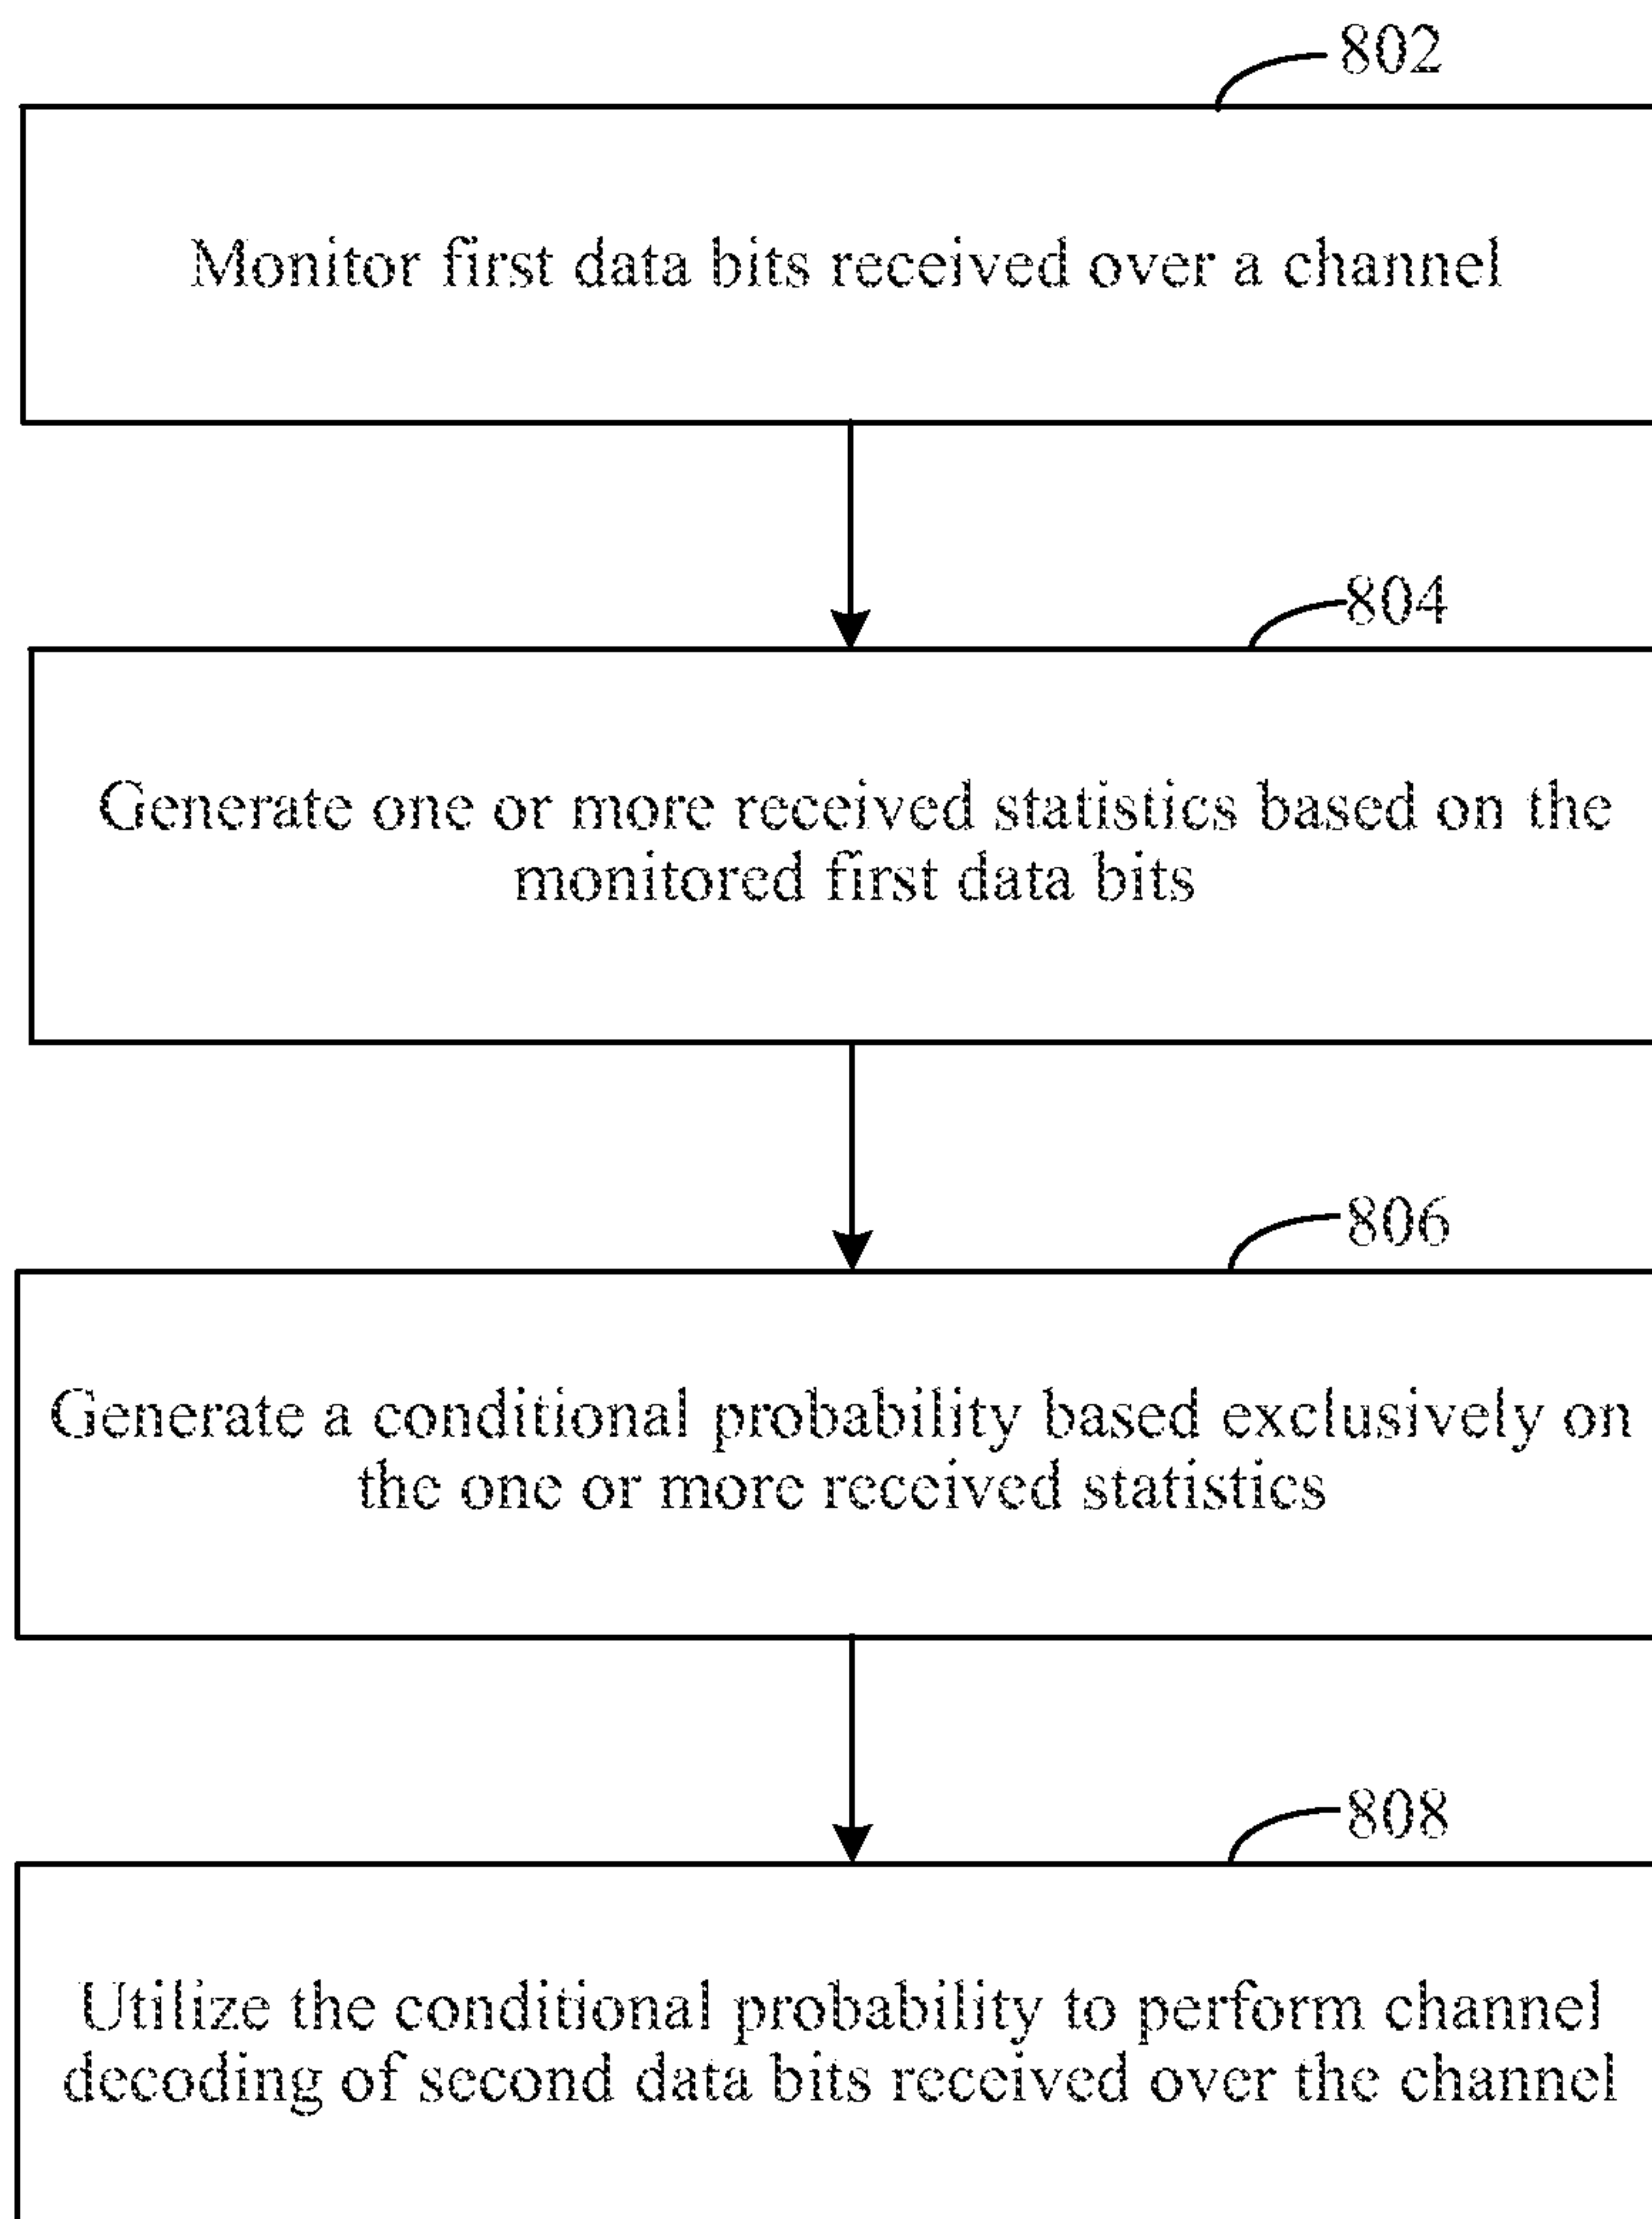 802
Monitor first data bits received over a channel
804
Generate one or more received statistics based on the
monitored first data bits
806
Generate a conditional probability based exclusively on
the one or more received statistics
808
Utilize the conditional probability to perform channel
decoding of second data bits received over the channel